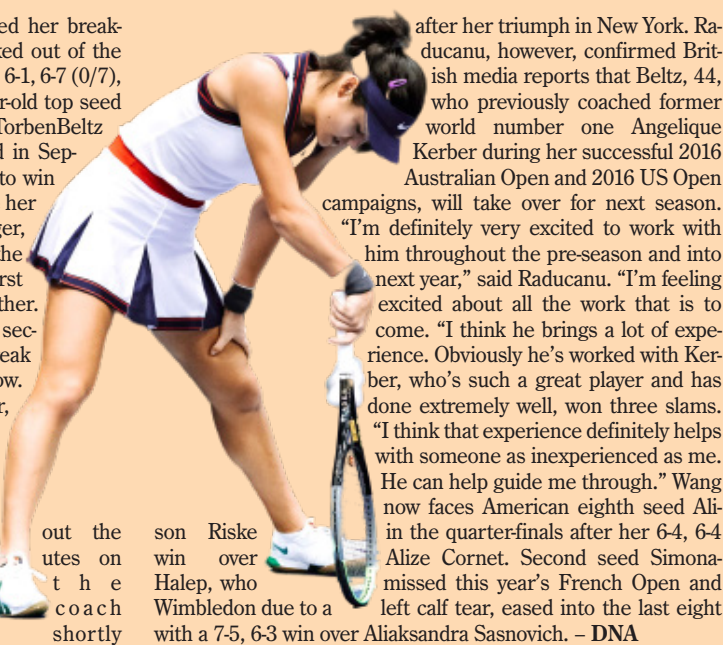 ed her break-
ked out of the
6-1, 6-7 (0/7),
r-old top seed
TorbenBeltz
d in Sep-
to win
her
ger,
the
rst
ther.
sec-
eak
ow.
r,
out the
utes on
t h e
coach
shortly
after her triumph in New York. Ra-
ducanu, however, confirmed Brit-
ish media reports that Beltz, 44,
who previously coached former
world number one Angelique
Kerber during her successful 2016
Australian Open and 2016 US Open
campaigns, will take over for next season.
“I’m definitely very excited to work with
him throughout the pre-season and into
next year,” said Raducanu. “I’m feeling
excited about all the work that is to
come. “I think he brings a lot of expe-
rience. Obviously he’s worked with Ker-
ber, who’s such a great player and has
done extremely well, won three slams.
“I think that experience definitely helps
with someone as inexperienced as me.
He can help guide me through.” Wang
now faces American eighth seed Ali-
son Riske in the quarter-finals after her 6-4, 6-4
win over Alize Cornet. Second seed Simona-
Halep, who missed this year’s French Open and
Wimbledon due to a left calf tear, eased into the last eight
with a 7-5, 6-3 win over Aliaksandra Sasnovich. – DNA